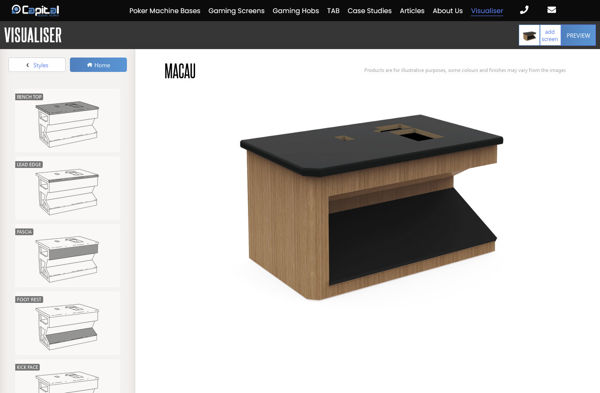 Capital
Poker Machine Bases Gaming Screens Gaming Hobs TAB Case Studies Articles About Us Visualiser
VISUALISER
add
screen
PREVIEW
Styles
Home
MACAU
Products are for illustrative purposes, some colours and finishes may vary from the images
BENCH TOP
LEAD EDGE
FASCIA
FOOT REST
KICK FACE